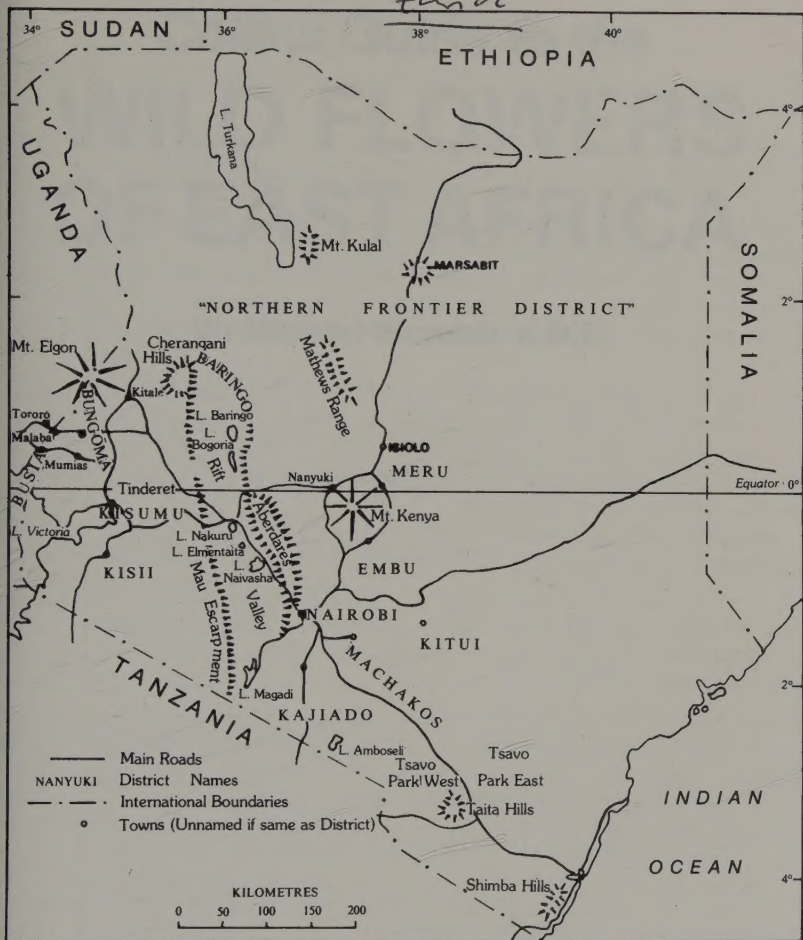 34° 38° 40°
SUDAN
ETHIOPIA
4°
UGANDA
L. Turkana
Mt. Kulal
MARSABIT
SOMALIA
2°
"NORTHERN FRONTIER DISTRICT"
Mt. Elgon
Cherangani
Hills
BARINGO
Mathews Range
Kitale
BUNGOMA
L. Baringo
L.
Bogoria
Tororo
Malaba
Mumias
BUSIA
ISIOLO
Rift
Nanyuki
MERU
Tinderet
Equator 0°
Mt. Kenya
KISUMU
L. Victoria
Aberdares
L. Nakuru
L. Elmentaita
L.
Naivasha
EMBU
KISII
Mau Escarpment
Valley
NAIROBI
KITUI
MACHAKOS
TANZANIA
L. Magadi
2°
KAJIADO
L. Amboseli
Tsavo
Park West
Tsavo
Park East
Taita Hills
INDIAN
OCEAN
Shimba Hills
4°
Main Roads
NANYUKI District Names
International Boundaries
Towns (Unnamed if same as District)
KILOMETRES
0 50 100 150 200